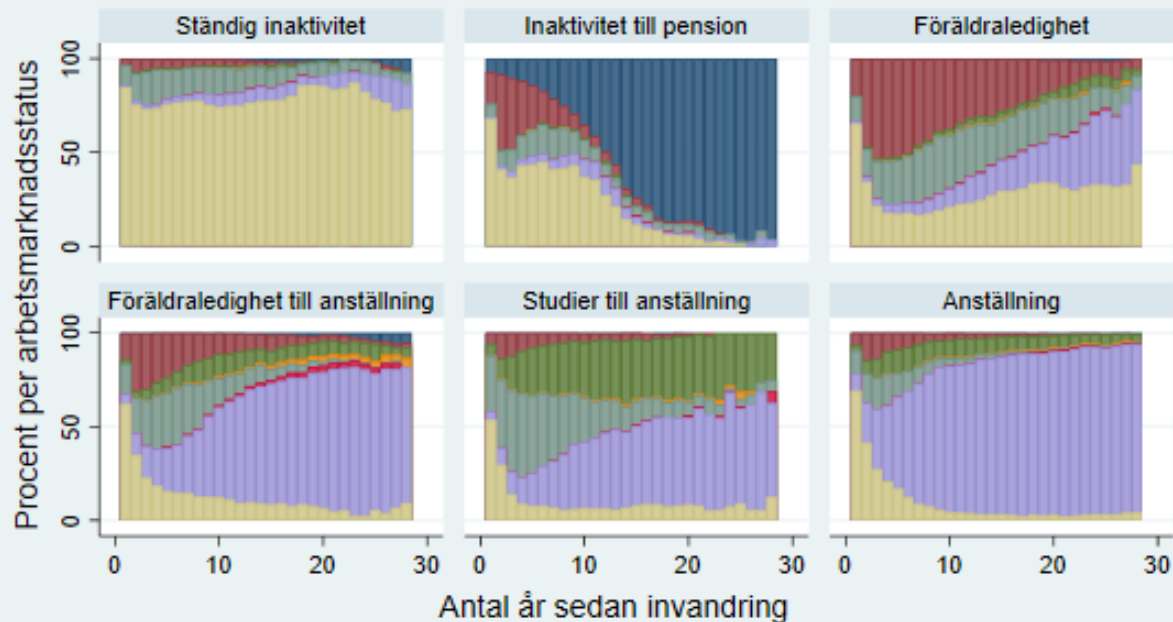 Ständig inaktivitet
Inaktivitet till pension
Föräldraledighet
Procent per arbetsmarknadsstatus
100
50
0
Föräldraledighet till anställning
Studier till anställning
Anställning
100
50
0
0 10 20 30
0 10 20 30
0 10 20 30
Antal år sedan invandring